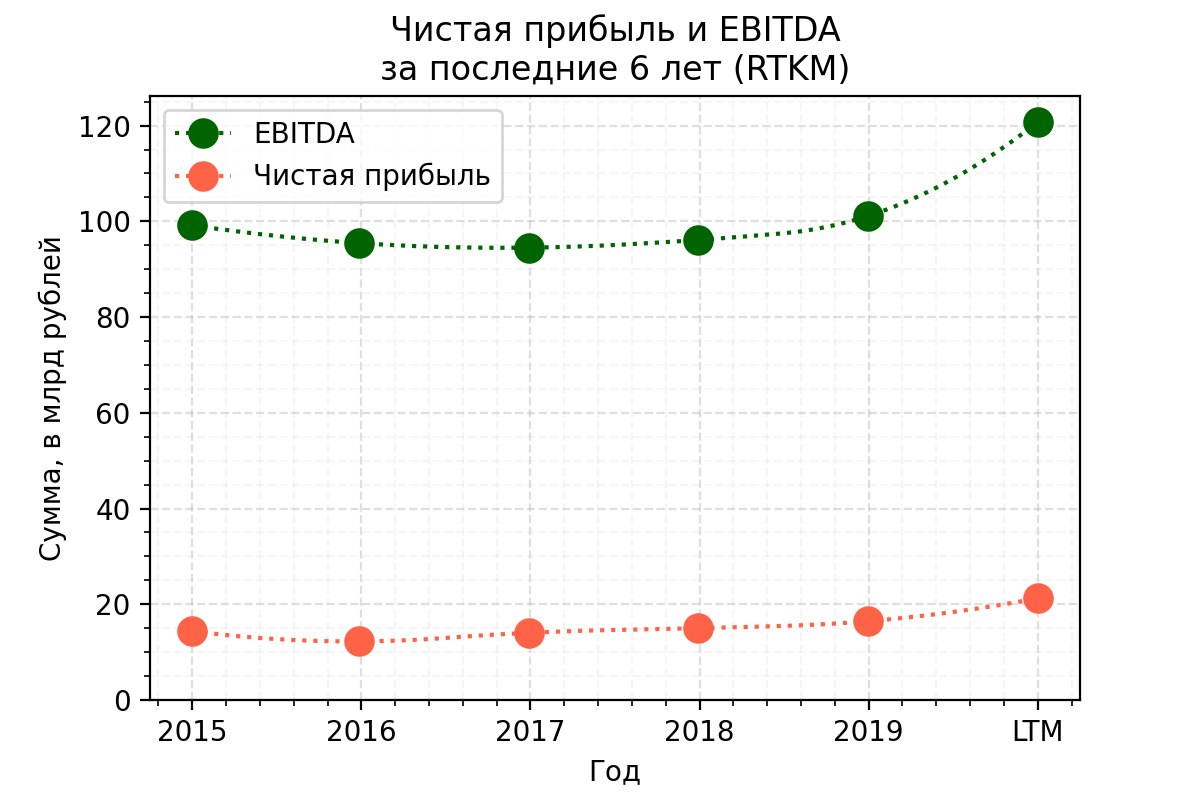 Чистая прибыль и EBITDA
за последние 6 лет (RTKM)
EBITDA
Чистая прибыль
Сумма, в млрд рублей
120
100
80
60
40
20
0
2015 2016 2017 2018 2019 LTM
Год